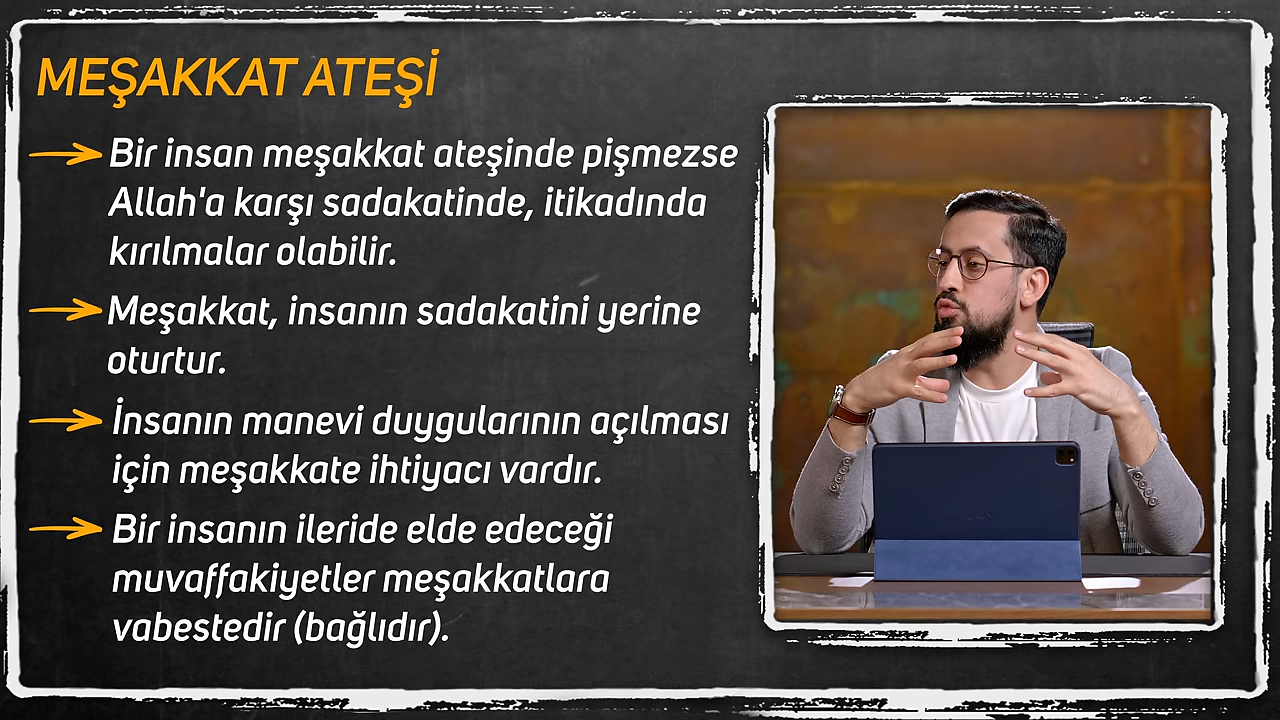 MEŞAKKAT ATEŞİ
Bir insan meşakkat ateşinde pişmezse
Allah'a karşı sadakatinde, itikadında
kırılmalar olabilir.
Meşakkat, insanın sadakatini yerine
oturtur.
İnsanın manevi duygularının açılması
için meşakkate ihtiyacı vardır.
Bir insanın ileride elde edeceği
muvaffakiyetler meşakkatlara
vabestedir (bağlıdır).